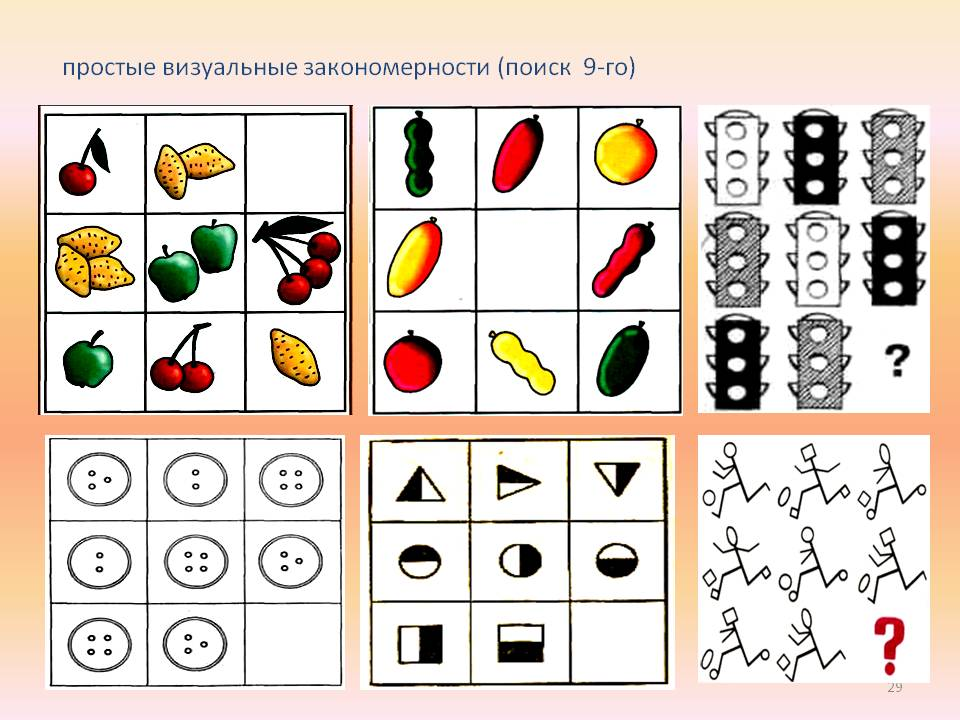 простые визуальные закономерности (поиск 9-го)
?
?
29